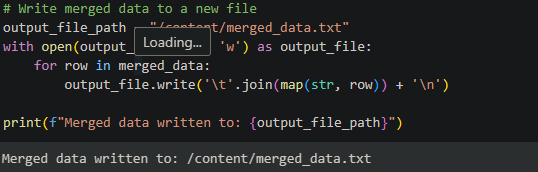 # Write merged data to a new file
output_file_path "/content/merged_data.txt"
with open(output_ 'w') as output_file:
Loading...
for row in merged_data:
output_file.write('\t'.join(map(str, row)) + '\n')
print(f"Merged data written to: {output_file_path}")
Merged data written to: /content/merged_data.txt